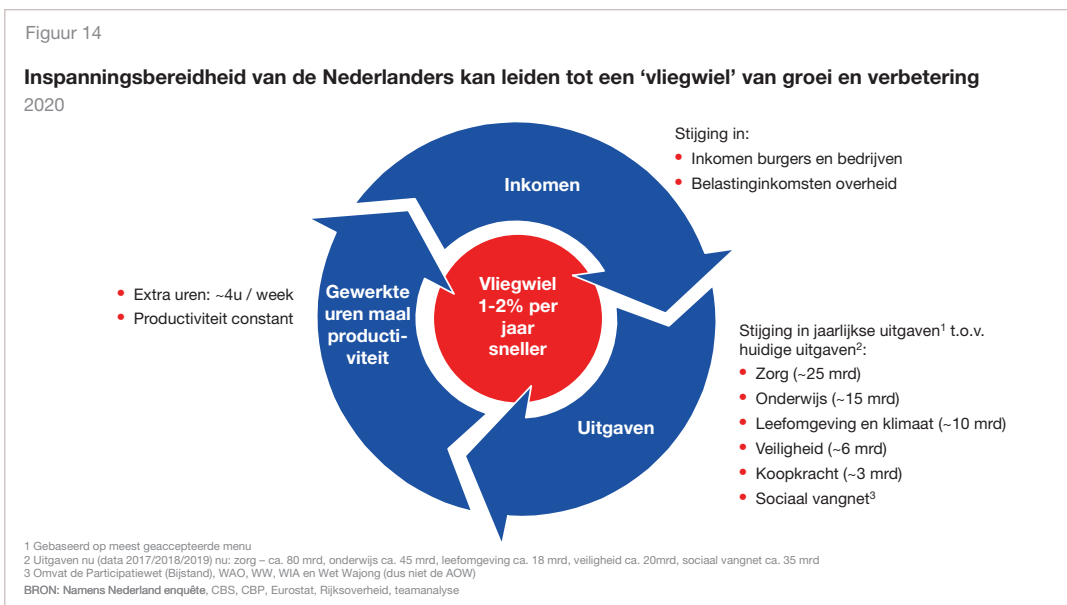 Figuur 14
Inspanningsbereidheid van de Nederlanders kan leiden tot een ‘vliegwiel’ van groei en verbetering
2020
Stijging in:
• Inkomen burgers en bedrijven
• Belastinginkomsten overheid
Inkomen
• Extra uren: ~4u / week
• Productiviteit constant
Gewerkte
uren maal
producti-
viteit
Vliegwiel
1-2% per
jaar
sneller
Uitgaven
Stijging in jaarlijkse uitgaven¹ t.o.v.
huidige uitgaven²:
• Zorg (~25 mrd)
• Onderwijs (~15 mrd)
• Leefomgeving en klimaat (~10 mrd)
• Veiligheid (~6 mrd)
• Koopkracht (~3 mrd)
• Sociaal vangnet³
1 Gebaseerd op meest geaccepteerde menu
2 Uitgaven nu (data 2017/2018/2019) nu: zorg – ca. 80 mrd, onderwijs ca. 45 mrd, leefomgeving ca. 18 mrd, veiligheid ca. 20mrd, sociaal vangnet ca. 35 mrd
3 Omvat de Participatiewet (Bijstand), WAO, WW, WIA en Wet Wajong (dus niet de AOW)
BRON: Namens Nederland enquête, CBS, CBP, Eurostat, Rijksoverheid, teamanalyse